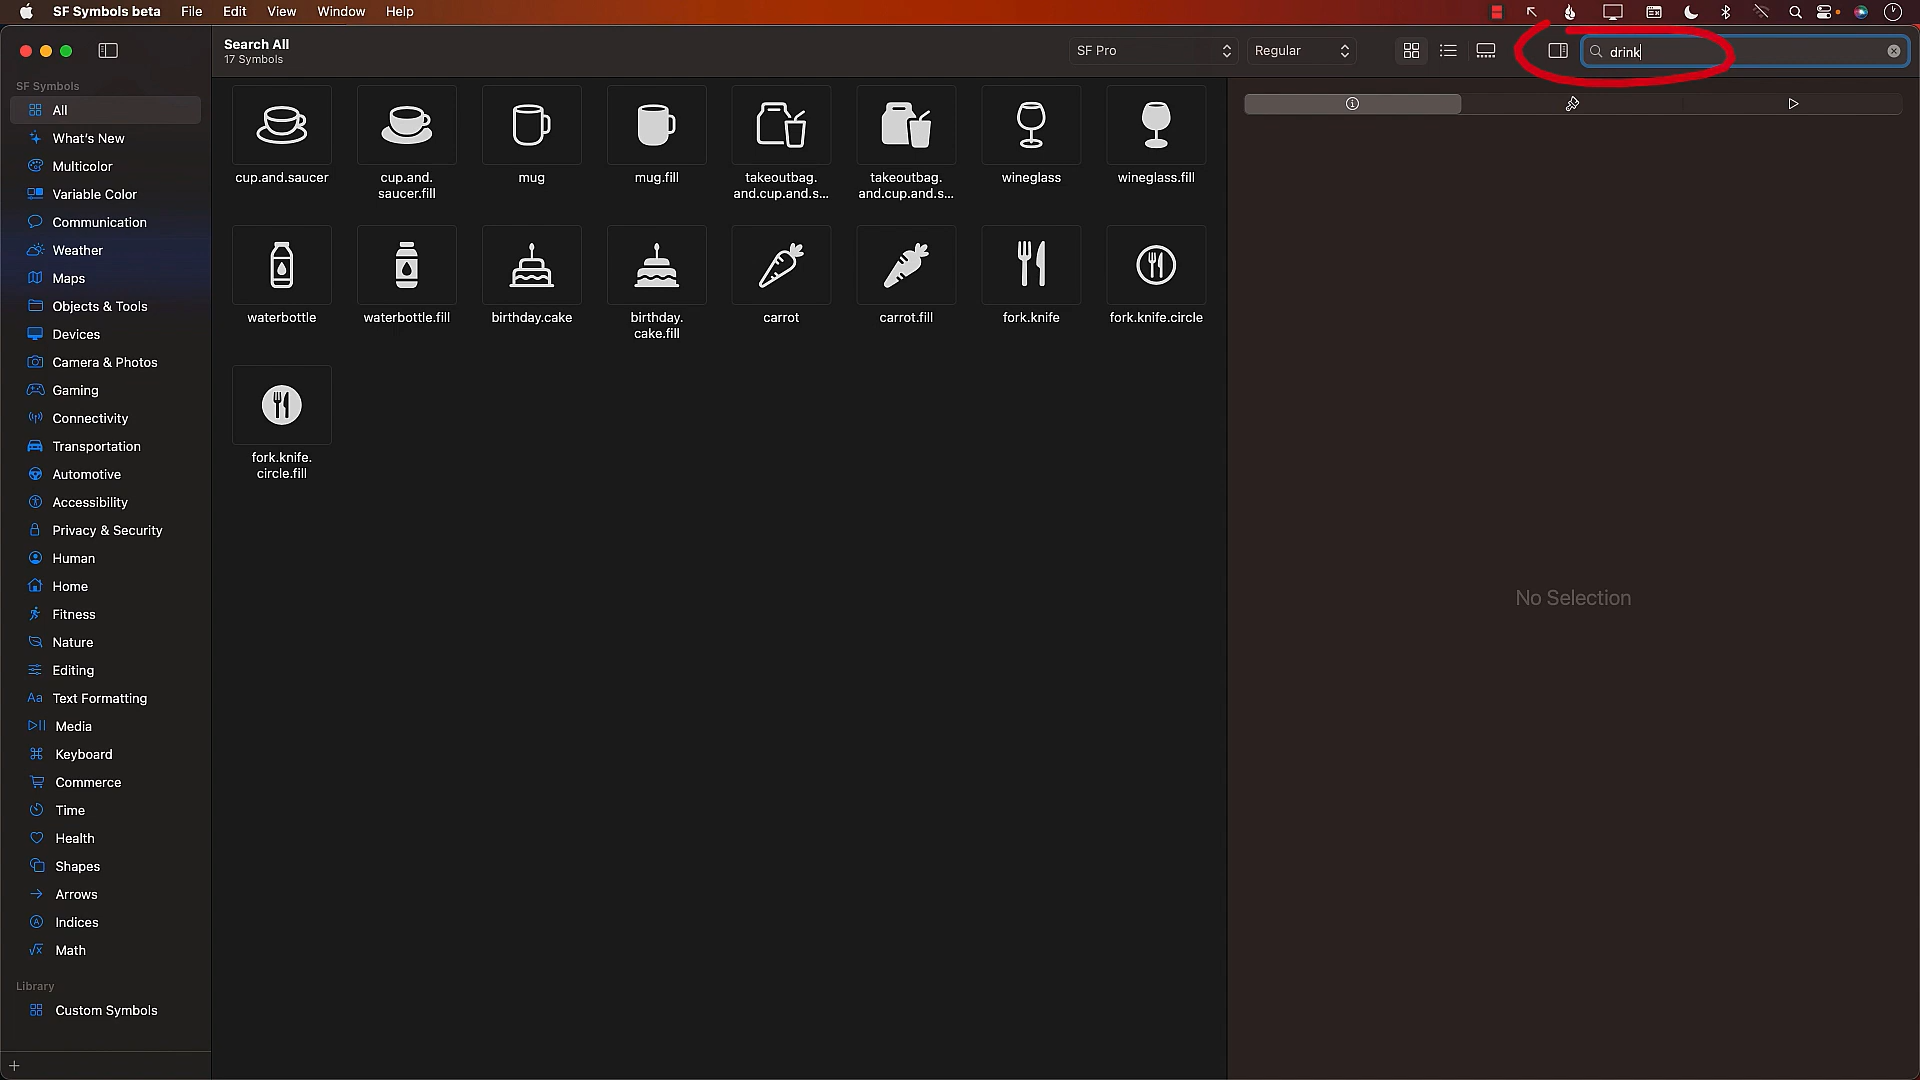 SF Symbols beta File Edit View Window Help
Search All
17 Symbols
SF Pro
Regular
drink
SF Symbols
All
What's New
Multicolor
Variable Color
Communication
Weather
Maps
Objects & Tools
Devices
Camera & Photos
Gaming
Connectivity
Transportation
Automotive
Accessibility
Privacy & Security
Human
Home
Fitness
Nature
Editing
Aa Text Formatting
Media
Keyboard
Commerce
Time
Health
Shapes
Arrows
Indices
Math
Library
Custom Symbols
cup.and.saucer
cup.and.
saucer.fill
mug
mug.fill
takeoutbag.
and.cup.and.s...
takeoutbag.
and.cup.and.s...
wineglass
wineglass.fill
waterbottle
waterbottle.fill
birthday.cake
birthday.
cake.fill
carrot
carrot.fill
fork.knife
fork.knife.circle
fork.knife.
circle.fill
No Selection